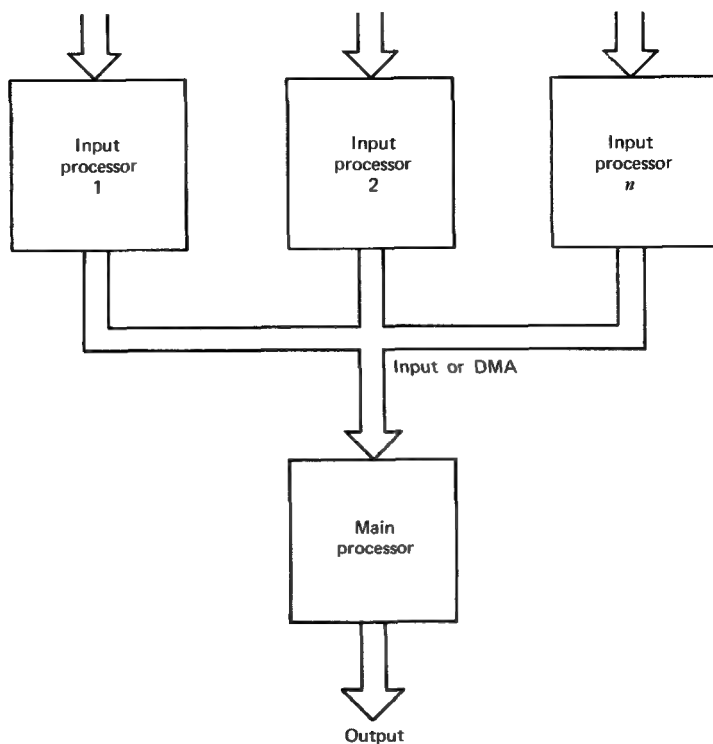 Input
processor
1
Input
processor
2
Input
processor
n
Input or DMA
Main
processor
Output